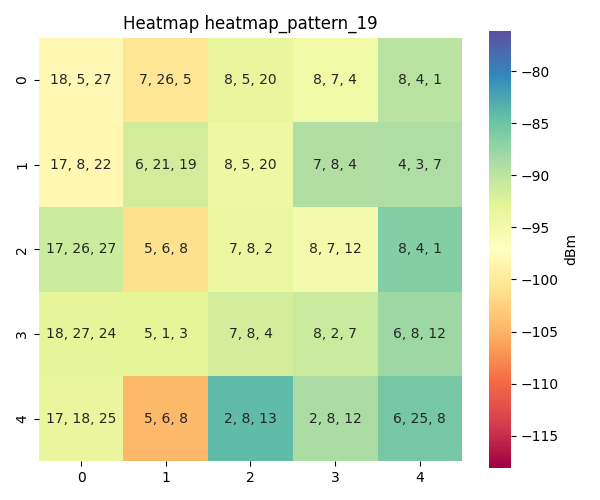 Heatmap heatmap_pattern_19
0 18, 5, 27 7, 26, 5 8, 5, 20 8, 7, 4 8, 4, 1
1 17, 8, 22 6, 21, 19 8, 5, 20 7, 8, 4 4, 3, 7
2 17, 26, 27 5, 6, 8 7, 8, 2 8, 7, 12 8, 4, 1
3 18, 27, 24 5, 1, 3 7, 8, 4 8, 2, 7 6, 8, 12
4 17, 18, 25 5, 6, 8 2, 8, 13 2, 8, 12 6, 25, 8
0 1 2 3 4
−80
−85
−90
−95
−100
−105
−110
−115
dBm